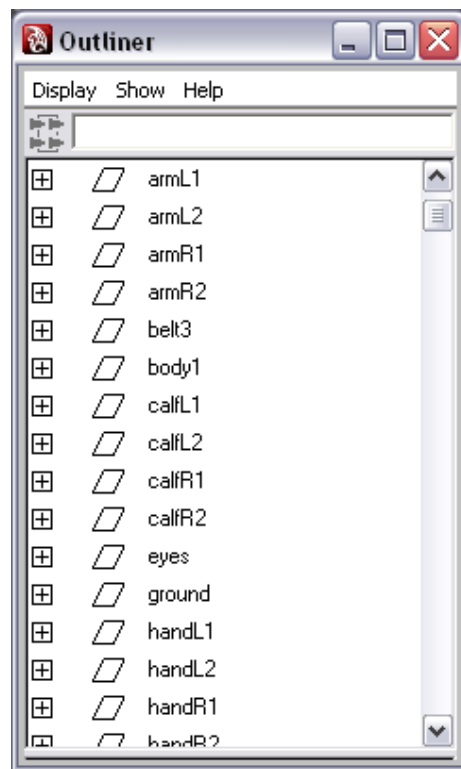 Outliner
Display Show Help
armL1
armL2
armR1
armR2
belt3
body1
calfL1
calfL2
calfR1
calfR2
eyes
ground
handL1
handL2
handR1
handR2